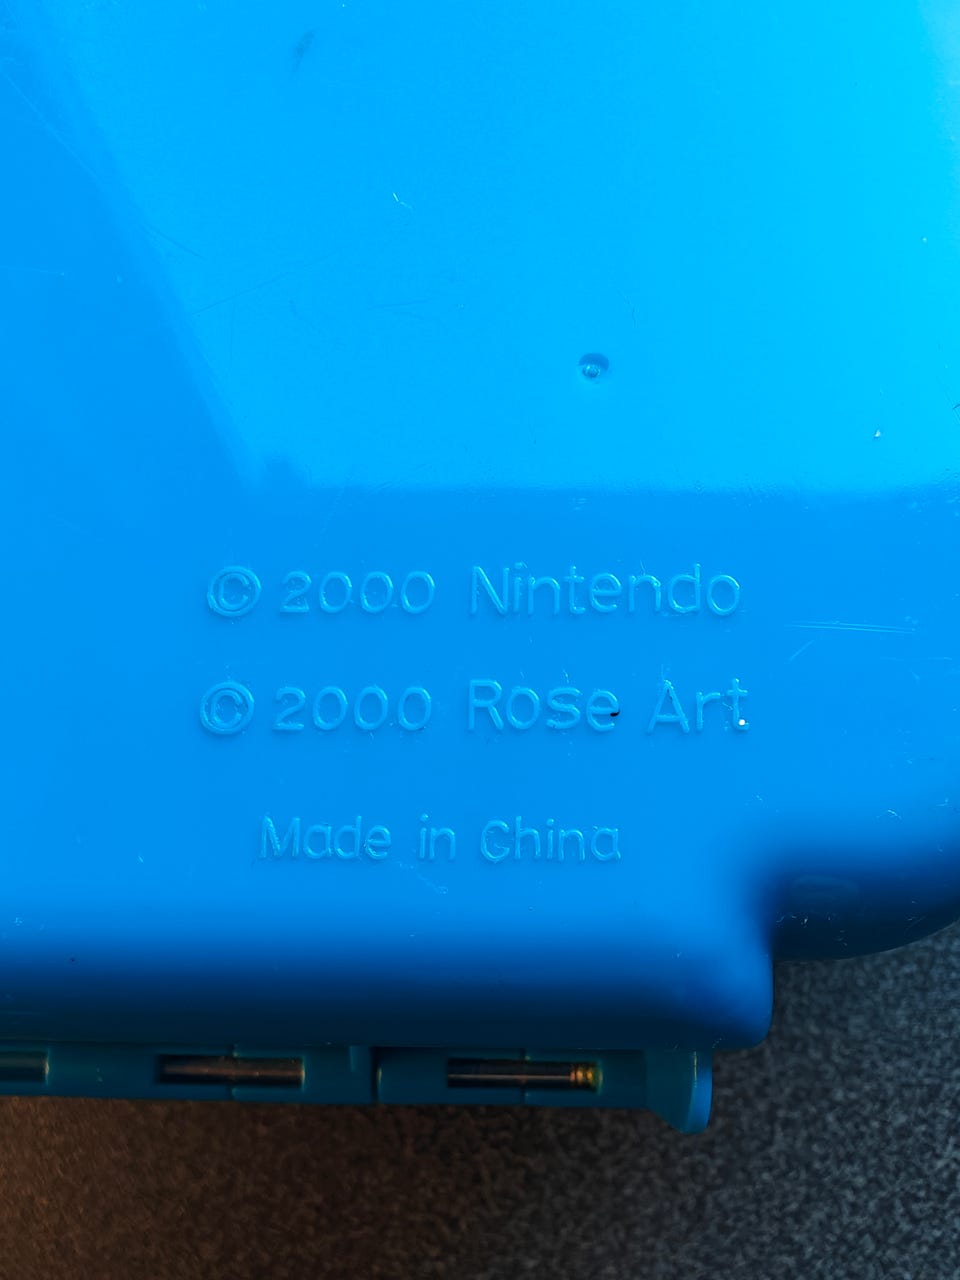 © 2000 Nintendo
© 2000 Rose Art
Made in China